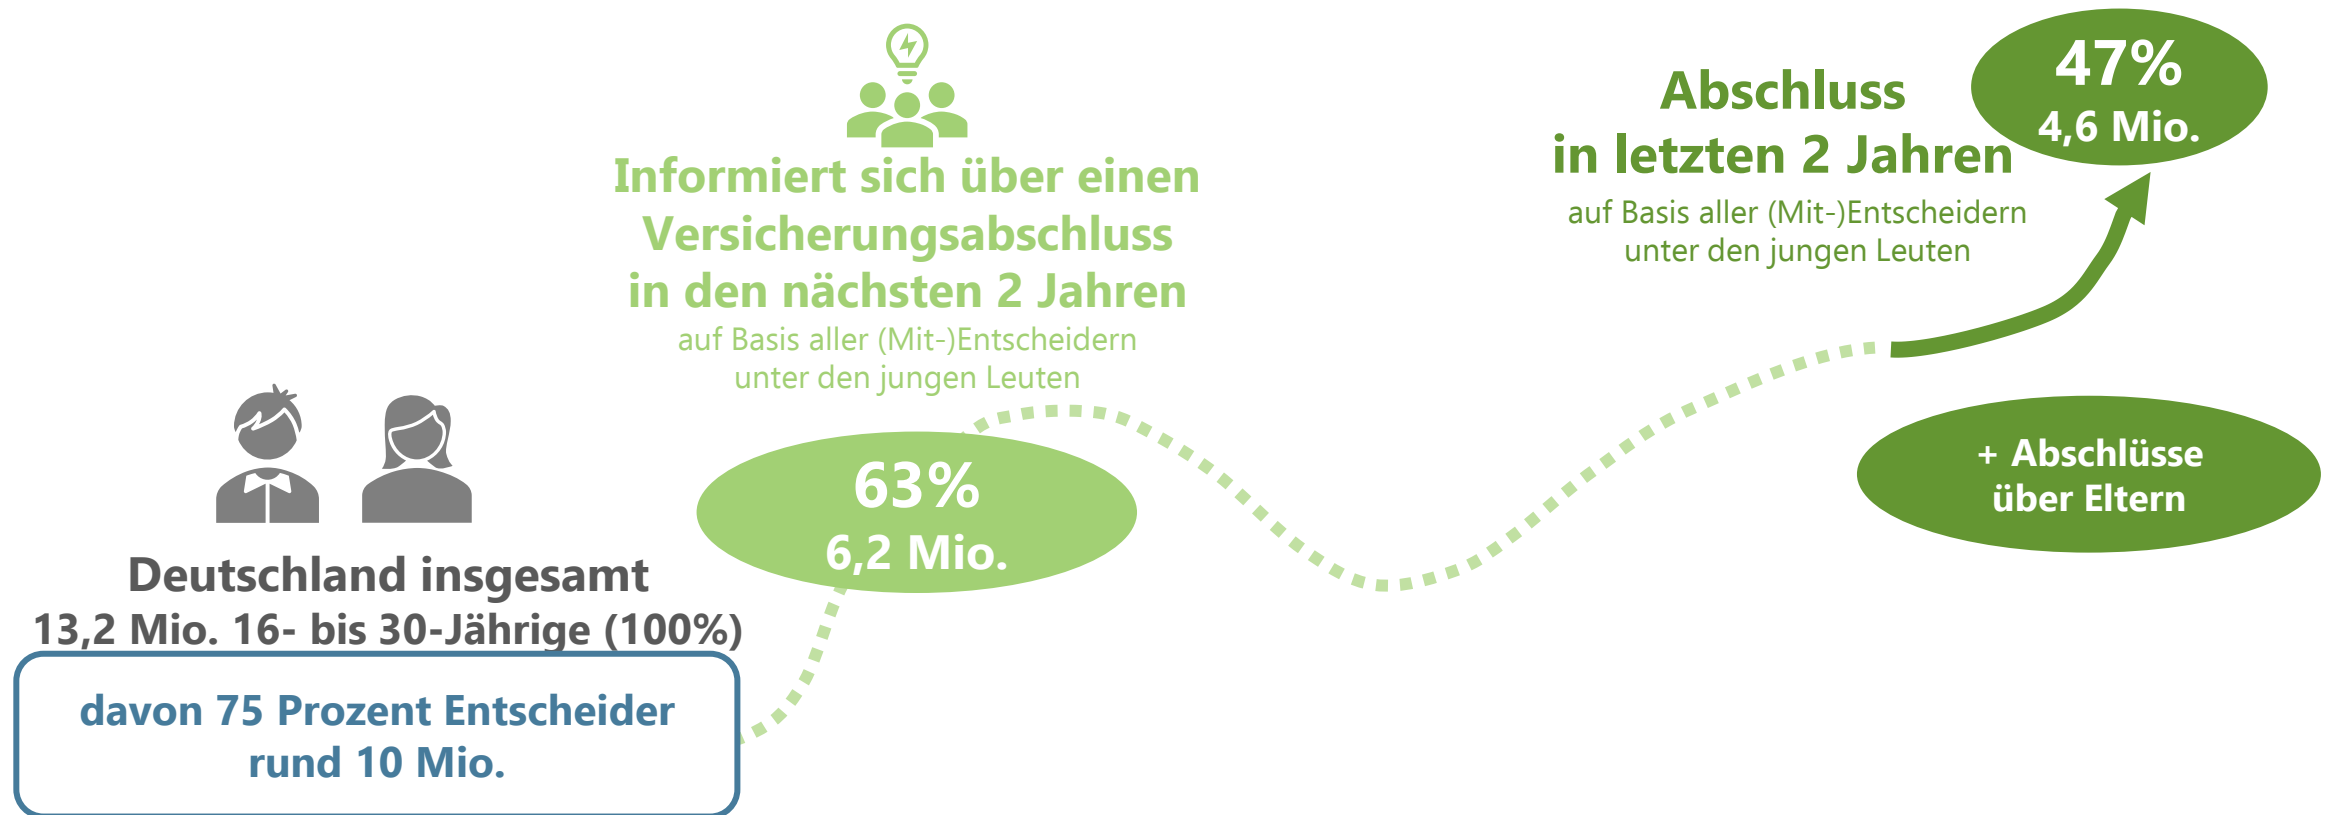 Deutschland insgesamt
13,2 Mio. 16- bis 30-Jährige (100%)
davon 75 Prozent Entscheider
rund 10 Mio.
Informiert sich über einen
Versicherungsabschluss
in den nächsten 2 Jahren
auf Basis aller (Mit-)Entscheidern
unter den jungen Leuten
63%
6,2 Mio.
Abschluss
in letzten 2 Jahren
auf Basis aller (Mit-)Entscheidern
unter den jungen Leuten
47%
4,6 Mio.
+ Abschlüsse
über Eltern